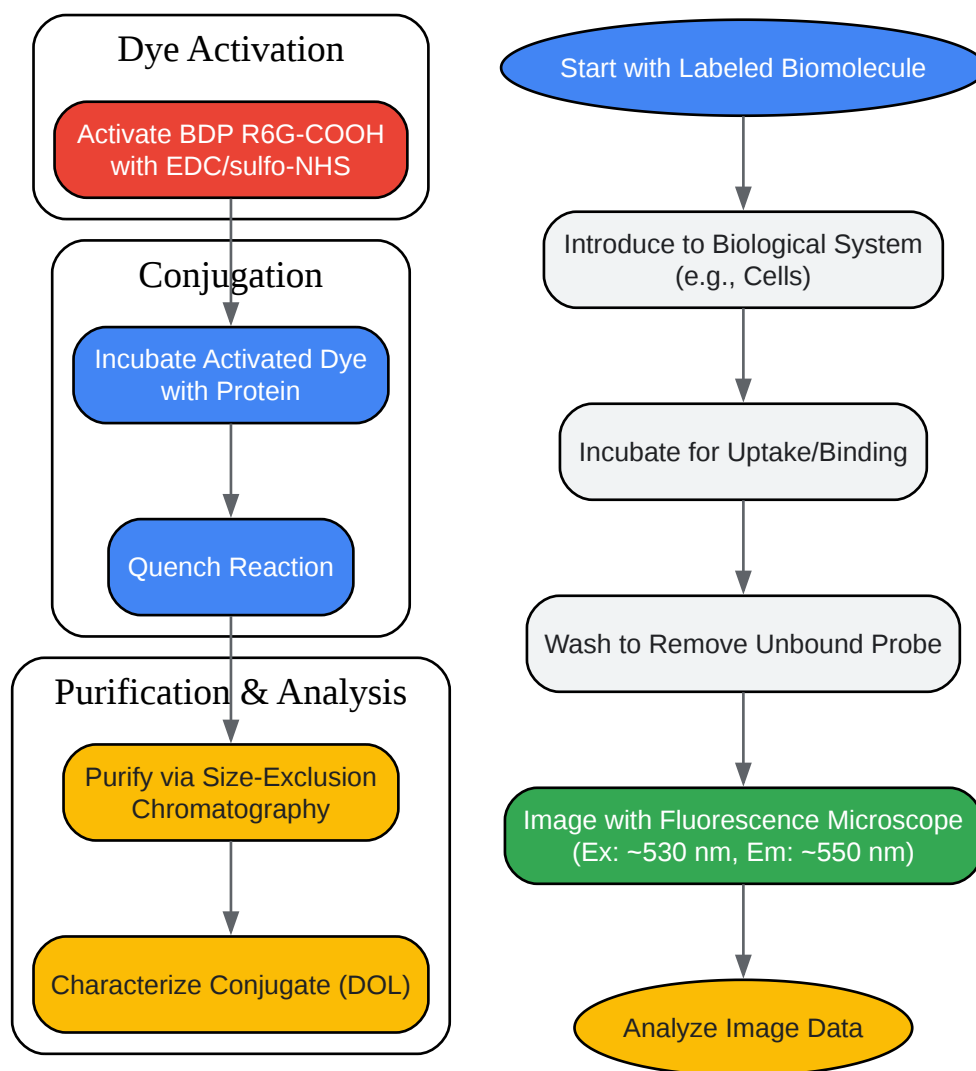 Dye Activation
Activate BDP R6G-COOH
with EDC/sulfo-NHS
Conjugation
Incubate Activated Dye
with Protein
Quench Reaction
Purification & Analysis
Purify via Size-Exclusion
Chromatography
Characterize Conjugate (DOL)
Start with Labeled Biomolecule
Introduce to Biological System
(e.g., Cells)
Incubate for Uptake/Binding
Wash to Remove Unbound Probe
Image with Fluorescence Microscope
(Ex: ~530 nm, Em: ~550 nm)
Analyze Image Data